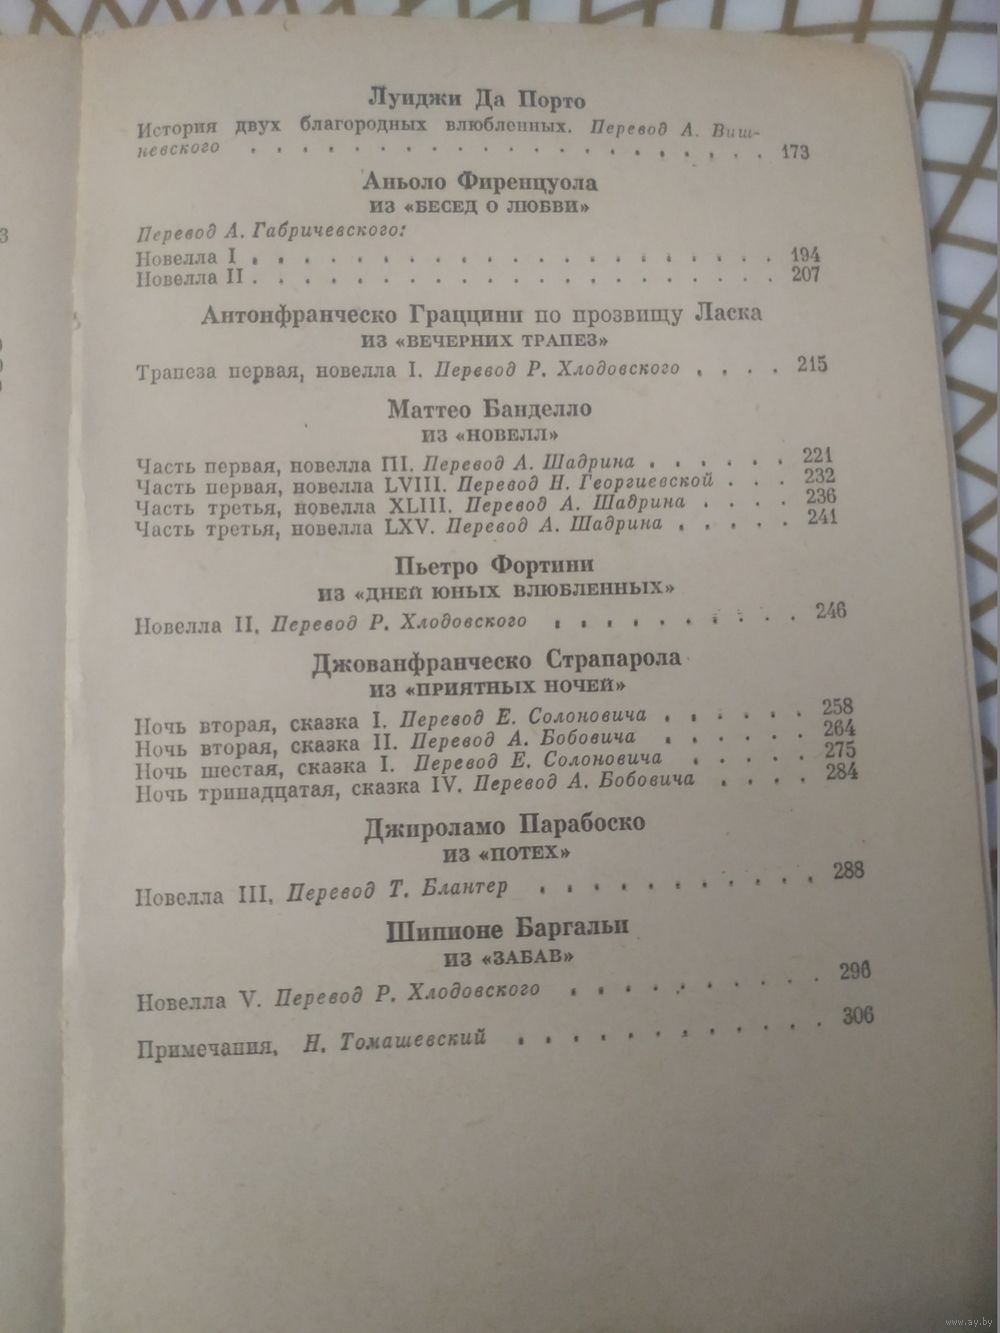 Луиджи Да Порто
История двух благородных влюбленных. Перевод А. Виш-
невского . . . . . . . . . . . . . . . . . . . . 173
Аньоло Фиренцуола
ИЗ «БЕСЕД О ЛЮБВИ»
3
Перевод А. Габричевского:
Новелла I . . . . . . . . . . . . . . . . . . . . 194
Новелла II . . . . . . . . . . . . . . . . . . . . 207
Антонфранческо Граццини по прозвищу Ласка
ИЗ «ВЕЧЕРНИХ ТРАПЕЗ»
Трапеза первая, новелла I. Перевод Р. Хлодовского . . . . 215
Маттео Банделло
ИЗ «НОВЕЛЛ»
Часть первая, новелла III. Перевод А. Шадрина . . . . . . 221
Часть первая, новелла LVIII. Перевод Н. Георгиевской . . . 232
Часть третья, новелла XLIII. Перевод А. Шадрина . . . . 236
Часть третья, новелла LXV. Перевод А. Шадрина . . . . . 241
Пьетро Фортини
ИЗ «ДНЕЙ ЮНЫХ ВЛЮБЛЕННЫХ»
Новелла II. Перевод Р. Хлодовского . . . . . . . . . . 246
Джованфранческо Страпарола
ИЗ «ПРИЯТНЫХ НОЧЕЙ»
Ночь вторая, сказка I. Перевод Е. Солоновича . . . . . . 258
Ночь вторая, сказка II. Перевод А. Бобовича . . . . . . 264
Ночь шестая, сказка I. Перевод Е. Солоновича . . . . . 275
Ночь тринадцатая, сказка IV. Перевод А. Бобовича . . . . 284
Джироламо Парабоско
ИЗ «ПОТЕХ»
Новелла III. Перевод Т. Блантер . . . . . . . . . . . 288
Шипионе Баргальи
ИЗ «ЗАБАВ»
Новелла V. Перевод Р. Хлодовского . . . . . . . . . . 296
Примечания. Н. Томашевский . . . . . . . . . . . . 306
www.ay.by